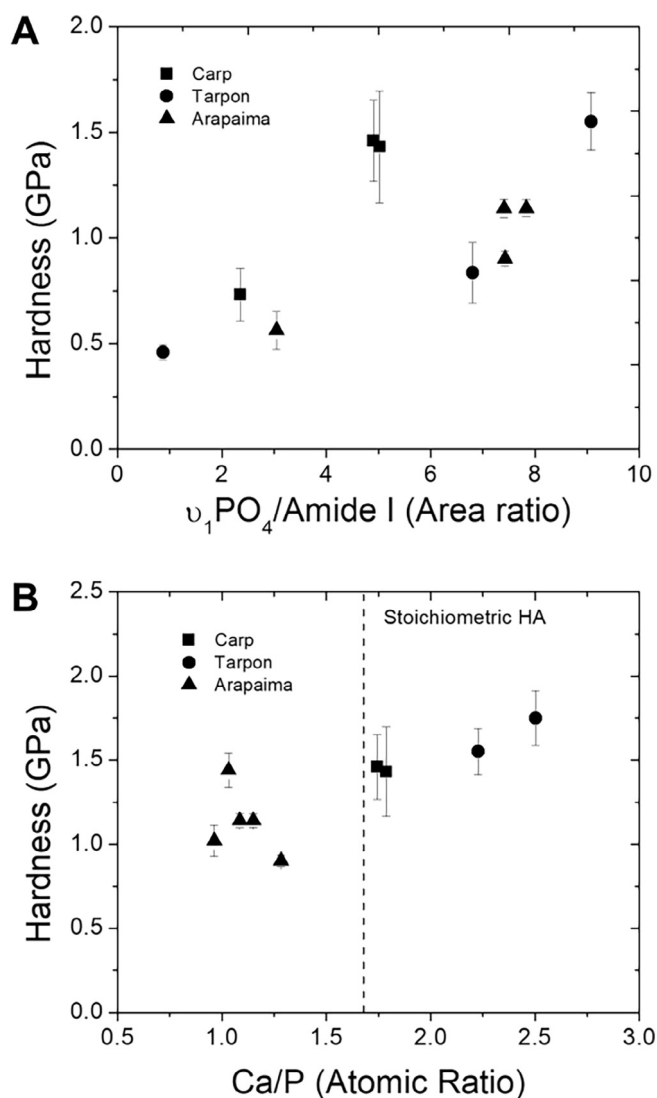 A
2.0
1.5
1.0
0.5
0.0
Hardness (GPa)
Carp
Tarpon
Arapaima
0 2 4 6 8 10
υ₁PO₄/Amide I (Area ratio)
B
2.5
2.0
1.5
1.0
0.5
0.0
Hardness (GPa)
Stoichiometric HA
Carp
Tarpon
Arapaima
0.5 1.0 1.5 2.0 2.5 3.0
Ca/P (Atomic Ratio)